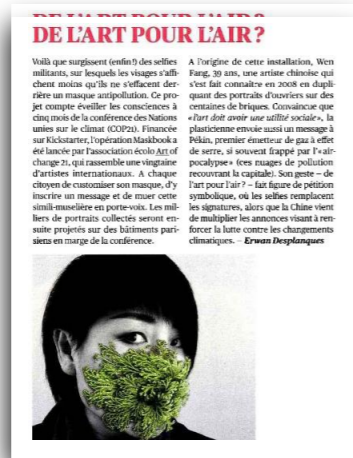 DE L'ART POUR L'AIR ?
DE L'ART POUR L'AIR ?
Voilà que surgissent (enfin !) des selfies
militants, sur lesquels les visages s'affi-
chent moins qu'ils ne s'effacent der-
rière un masque antipollution. Ce pro-
jet compte éveiller les consciences à
cinq mois de la conférence des Nations
unies sur le climat (COP21). Financée
sur Kickstarter, l'opération Maskbook a
été lancée par l'association écolo Art of
change 21, qui rassemble une vingtaine
d'artistes internationaux. A chaque
citoyen de customiser son masque, d'y
inscrire un message et de muer cette
simili-muselière en porte-voix. Les mil-
liers de portraits collectés seront en-
suite projetés sur des bâtiments pari-
siens en marge de la conférence.
A l'origine de cette installation, Wen
Fang, 39 ans, une artiste chinoise qui
s'est fait connaître en 2008 en dupli-
quant des portraits d'ouvriers sur des
centaines de briques. Convaincue que
«l'art doit avoir une utilité sociale», la
plasticienne envoie aussi un message à
Pékin, premier émetteur de gaz à effet
de serre, si souvent frappé par l'«air-
pocalypse» (ces nuages de pollution
recouvrant la capitale). Son geste – de
l'art pour l'air ? – fait figure de pétition
symbolique, où les selfies remplacent
les signatures, alors que la Chine vient
de multiplier les annonces visant à ren-
forcer la lutte contre les changements
climatiques. – Erwan Desplanques